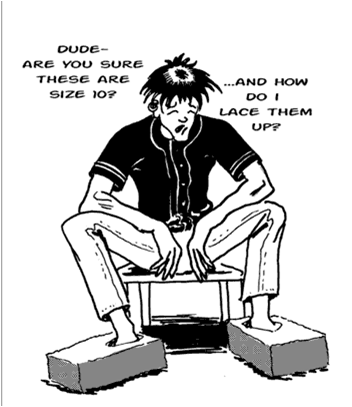 DUDE-
ARE YOU SURE
THESE ARE
SIZE 10?
...AND HOW
DO I
LACE THEM
UP?